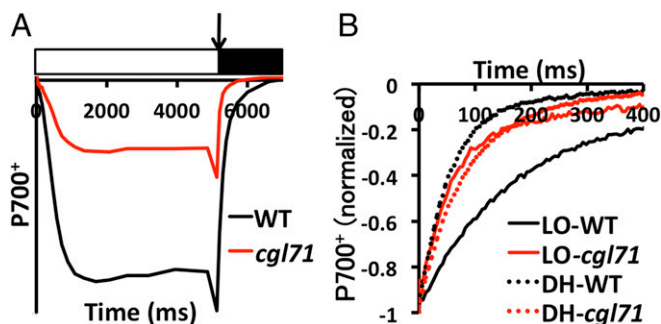 A
0 2000 4000 6000
P700⁺
WT
cgl71
Time (ms)
B
Time (ms)
0 100 200 300 400
P700⁺ (normalized)
0
-0.2
-0.4
-0.6
-0.8
-1
LO-WT
LO-cgl71
DH-WT
DH-cgl71